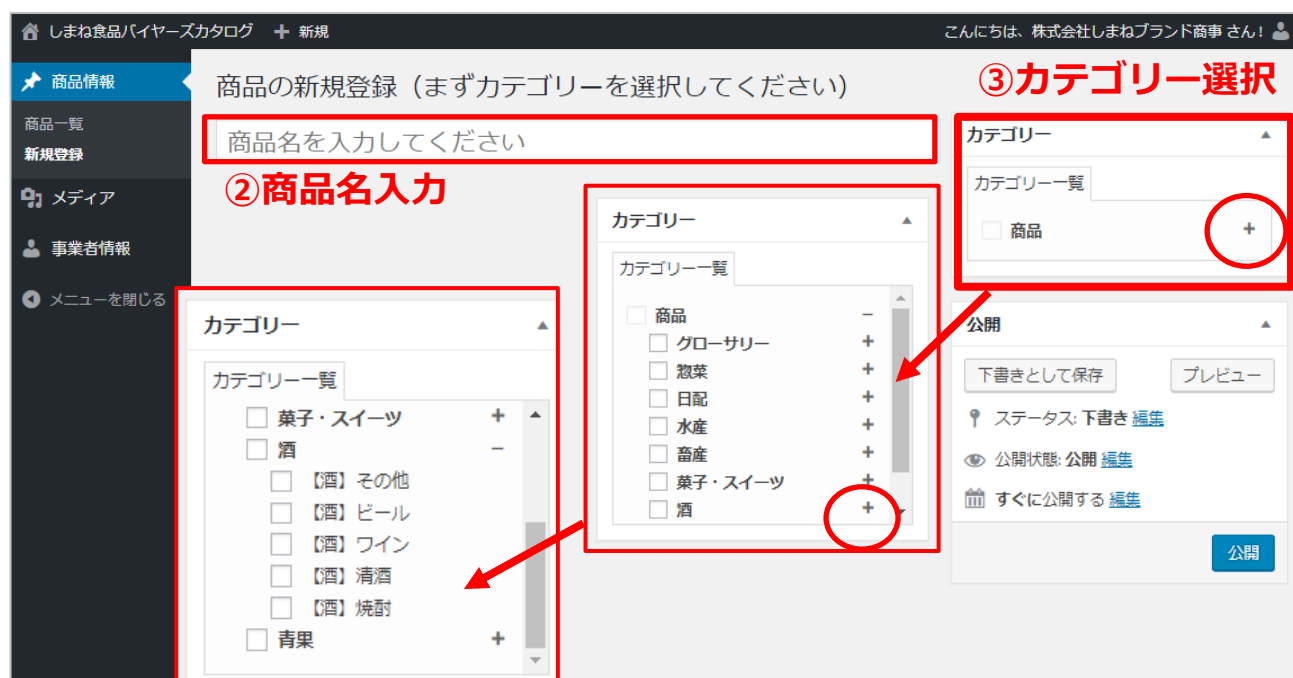 しまね食品バイヤーズカタログ ＋ 新規
こんにちは、株式会社しまねブランド商事 さん!
商品情報
商品一覧
新規登録
メディア
事業者情報
メニューを閉じる
商品の新規登録（まずカテゴリーを選択してください）
商品名を入力してください
②商品名入力
③カテゴリー選択
カテゴリー
カテゴリー一覧
商品 +
カテゴリー
カテゴリー一覧
商品 −
グローサリー +
惣菜 +
日配 +
水産 +
畜産 +
菓子・スイーツ +
酒 +
カテゴリー
カテゴリー一覧
菓子・スイーツ +
酒 −
【酒】その他
【酒】ビール
【酒】ワイン
【酒】清酒
【酒】焼酎
青果 +
公開
下書きとして保存 プレビュー
ステータス: 下書き 編集
公開状態: 公開 編集
すぐに公開する 編集
公開